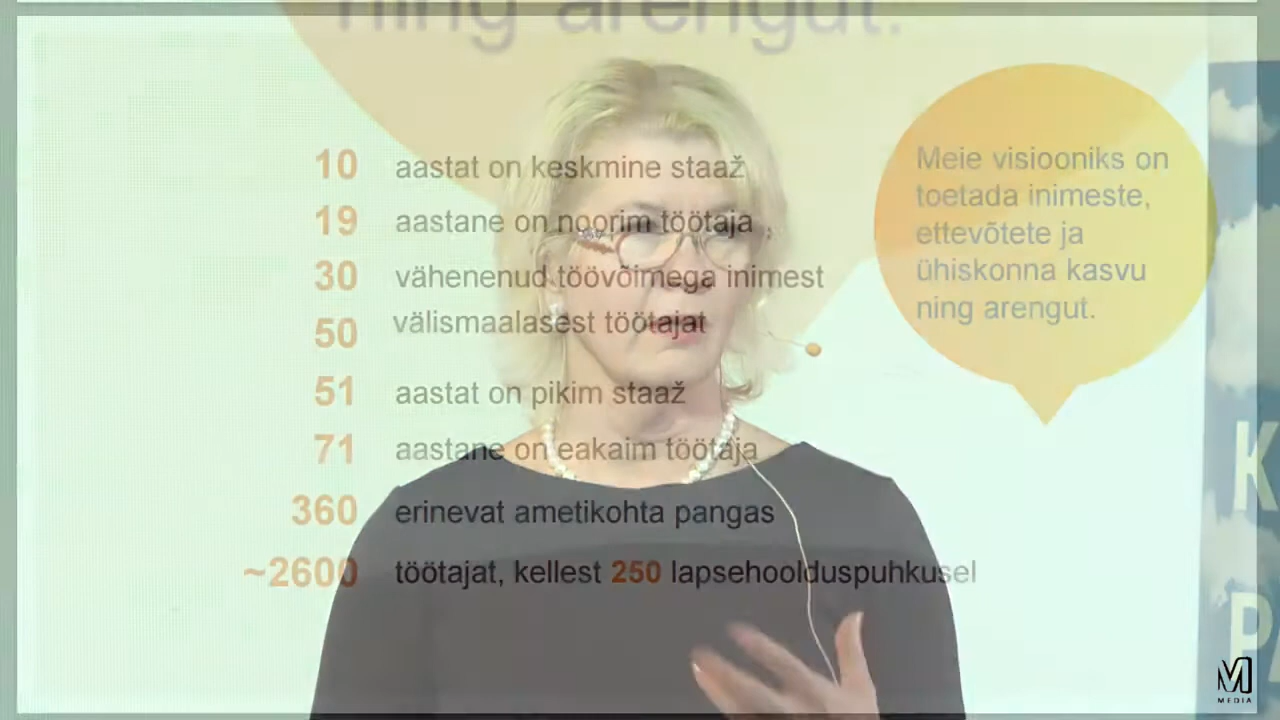 ning arengut.
10 aastat on keskmine staaž
19 aastane on noorim töötaja
30 vähenenud töövõimega inimest
50 välismaalasest töötajat
51 aastat on pikim staaž
71 aastane on eakaim töötaja
360 erinevat ametikohta pangas
~2600 töötajat, kellest 250 lapsehoolduspuhkusel
Meie visiooniks on
toetada inimeste,
ettevõtete ja
ühiskonna kasvu
ning arengut.
K
P
M
MEDIA